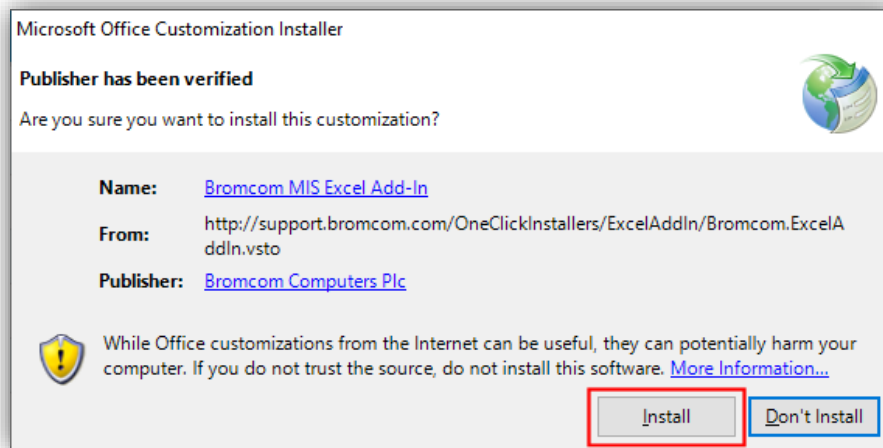 Microsoft Office Customization Installer
Publisher has been verified
Are you sure you want to install this customization?
Name: Bromcom MIS Excel Add-In
From: http://support.bromcom.com/OneClickInstallers/ExcelAddIn/Bromcom.ExcelA
ddIn.vsto
Publisher: Bromcom Computers Plc
While Office customizations from the Internet can be useful, they can potentially harm your
computer. If you do not trust the source, do not install this software. More Information...
Install Don't Install